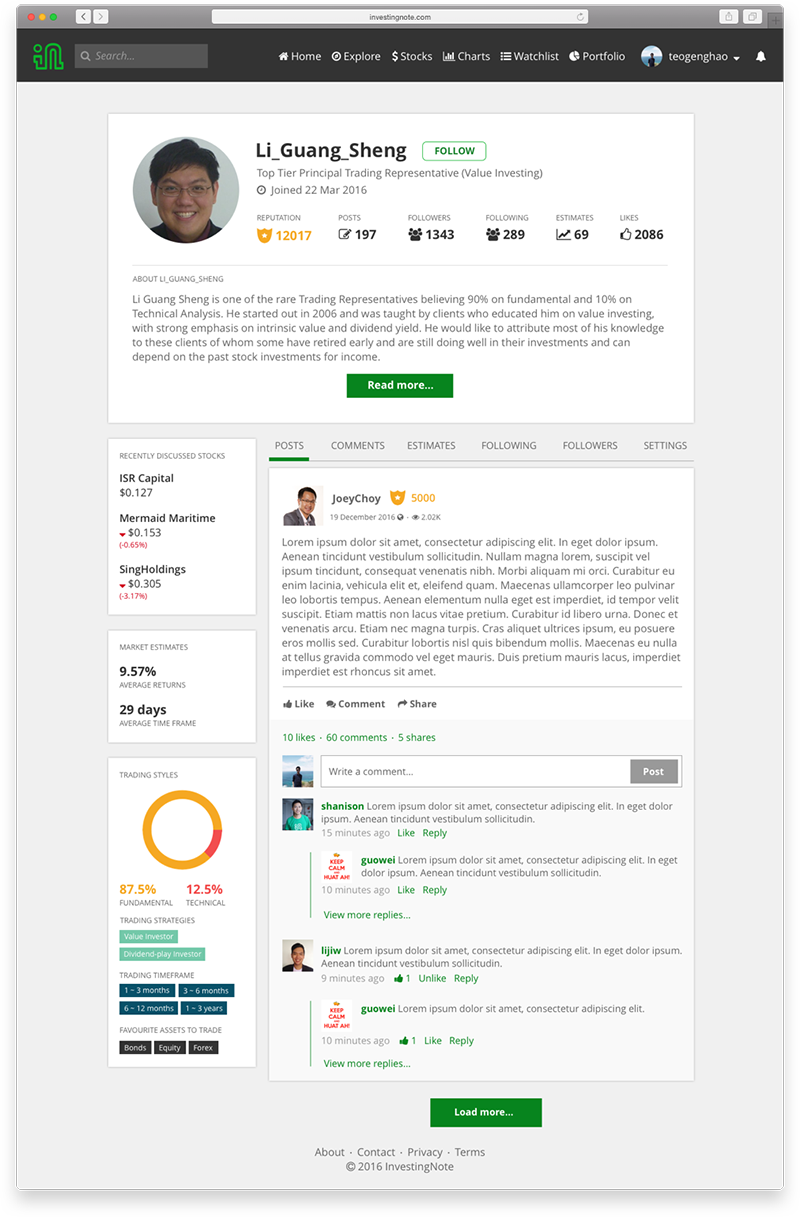 investingnote.com
in
Search...
Home
Explore
Stocks
Charts
Watchlist
Portfolio
teogenghao
Li_Guang_Sheng
FOLLOW
Top Tier Principal Trading Representative (Value Investing)
Joined 22 Mar 2016
REPUTATION POSTS FOLLOWERS FOLLOWING ESTIMATES LIKES
12017 197 1343 289 69 2086
ABOUT LI_GUANG_SHENG
Li Guang Sheng is one of the rare Trading Representatives believing 90% on fundamental and 10% on
Technical Analysis. He started out in 2006 and was taught by clients who educated him on value investing,
with strong emphasis on intrinsic value and dividend yield. He would like to attribute most of his knowledge
to these clients of whom some have retired early and are still doing well in their investments and can
depend on the past stock investments for income.
Read more...
RECENTLY DISCUSSED STOCKS
ISR Capital
$0.127
Mermaid Maritime
$0.153
(-0.65%)
SingHoldings
$0.305
(-3.17%)
MARKET ESTIMATES
9.57%
AVERAGE RETURNS
29 days
AVERAGE TIME FRAME
TRADING STYLES
87.5% 12.5%
FUNDAMENTAL TECHNICAL
TRADING STRATEGIES
Value Investor
Dividend-play Investor
TRADING TIMEFRAME
1 ~ 3 months 3 ~ 6 months
6 ~ 12 months 1 ~ 3 years
FAVOURITE ASSETS TO TRADE
Bonds Equity Forex
POSTS COMMENTS ESTIMATES FOLLOWING FOLLOWERS SETTINGS
JoeyChoy 5000
19 December 2016 · 2.02K
Lorem ipsum dolor sit amet, consectetur adipiscing elit. In eget dolor ipsum.
Aenean tincidunt vestibulum sollicitudin. Nullam magna lorem, suscipit vel
ipsum tincidunt, consequat venenatis nibh. Morbi aliquam mi orci. Curabitur eu
enim lacinia, vehicula elit et, eleifend quam. Maecenas ullamcorper leo pulvinar
leo lobortis tempus. Aenean elementum nulla eget est imperdiet, id tempor velit
suscipit. Etiam mattis non lacus vitae pretium. Curabitur id libero urna. Donec et
venenatis arcu. Etiam nec magna turpis. Cras aliquet ultrices ipsum, eu posuere
eros mollis sed. Curabitur lobortis nisl quis bibendum mollis. Maecenas eu nulla
at tellus gravida commodo vel eget mauris. Duis pretium mauris lacus, imperdiet
imperdiet est rhoncus sit amet.
Like Comment Share
10 likes · 60 comments · 5 shares
Write a comment...
Post
shanison Lorem ipsum dolor sit amet, consectetur adipiscing elit. In eget dolor
ipsum. Aenean tincidunt vestibulum sollicitudin.
15 minutes ago Like Reply
KEEP
CALM
AND
HUAT AH!
guowei Lorem ipsum dolor sit amet, consectetur adipiscing elit. In eget
dolor ipsum. Aenean tincidunt vestibulum sollicitudin.
10 minutes ago Like Reply
View more replies...
lijiw Lorem ipsum dolor sit amet, consectetur adipiscing elit. In eget dolor ipsum.
Aenean tincidunt vestibulum sollicitudin.
9 minutes ago 1 Unlike Reply
KEEP
CALM
AND
HUAT AH!
guowei Lorem ipsum dolor sit amet, consectetur adipiscing elit.
10 minutes ago 1 Like Reply
View more replies...
Load more...
About · Contact · Privacy · Terms
© 2016 InvestingNote